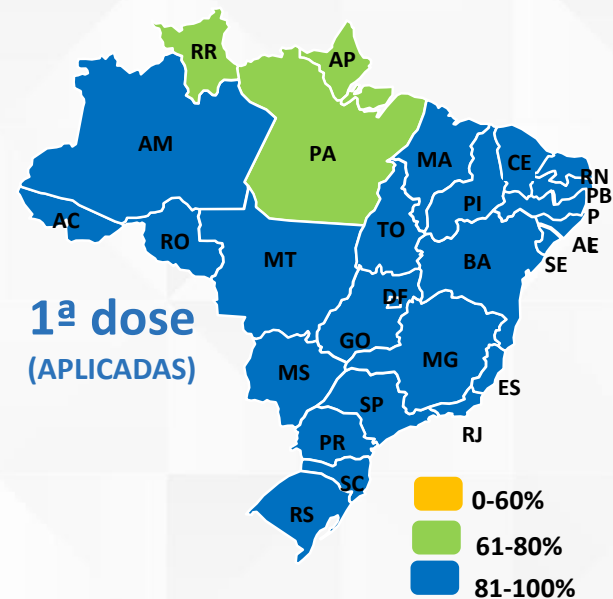 RR
AP
AM
PA
MA
CE
RN
PB
P
E
AL
SE
PI
AC
RO
TO
MT
BA
DF
GO
MG
MS
ES
SP
RJ
PR
SC
RS
1ª dose
(APLICADAS)
0-60%
61-80%
81-100%